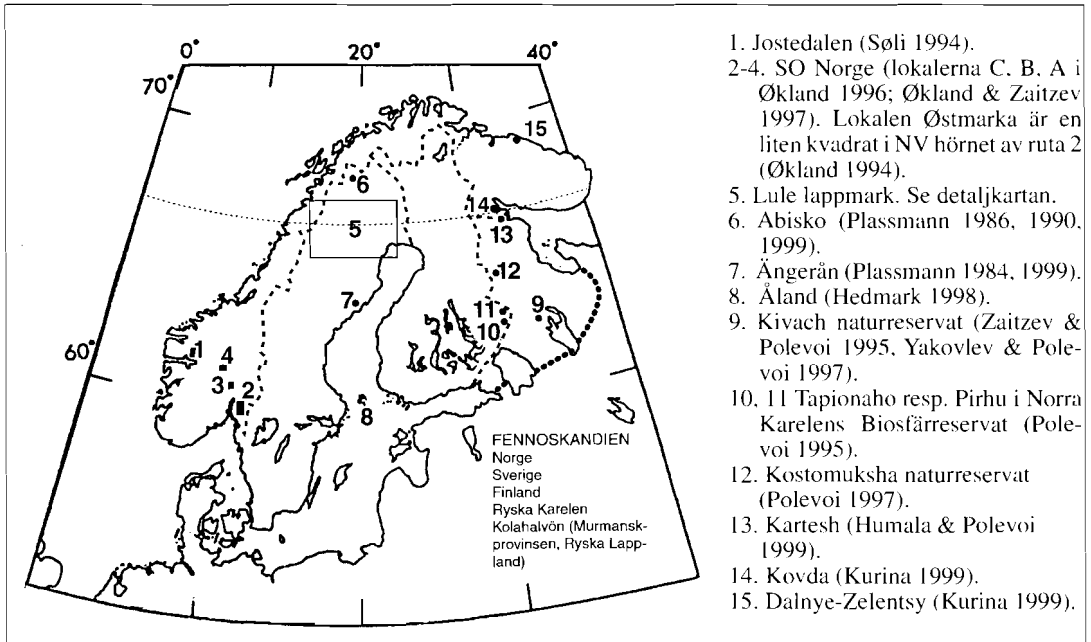 0°
20°
40°
70°
60°
15
6
14
13
5
12
7
11
9
10
1
4
3
2
8
FENNOSKANDIEN
Norge
Sverige
Finland
Ryska Karelen
Kolahalvön (Murmansk-
provinsen, Ryska Lapp-
land)
1. Jostedalen (Søli 1994).
2-4. SO Norge (lokalerna C, B, A i
Økland 1996; Økland & Zaitzev
1997). Lokalen Østmarka är en
liten kvadrat i NV hörnet av ruta 2
(Økland 1994).
5. Lule lappmark. Se detaljkartan.
6. Abisko (Plassmann 1986, 1990,
1999).
7. Ängerån (Plassmann 1984, 1999).
8. Åland (Hedmark 1998).
9. Kivach naturreservat (Zaitzev &
Polevoi 1995, Yakovlev & Pole-
voi 1997).
10, 11 Tapionaho resp. Pirhu i Norra
Karelens Biosfärreservat (Pole-
voi 1995).
12. Kostomuksha naturreservat
(Polevoi 1997).
13. Kartesh (Humala & Polevoi
1999).
14. Kovda (Kurina 1999).
15. Dalnye-Zelentsy (Kurina 1999).